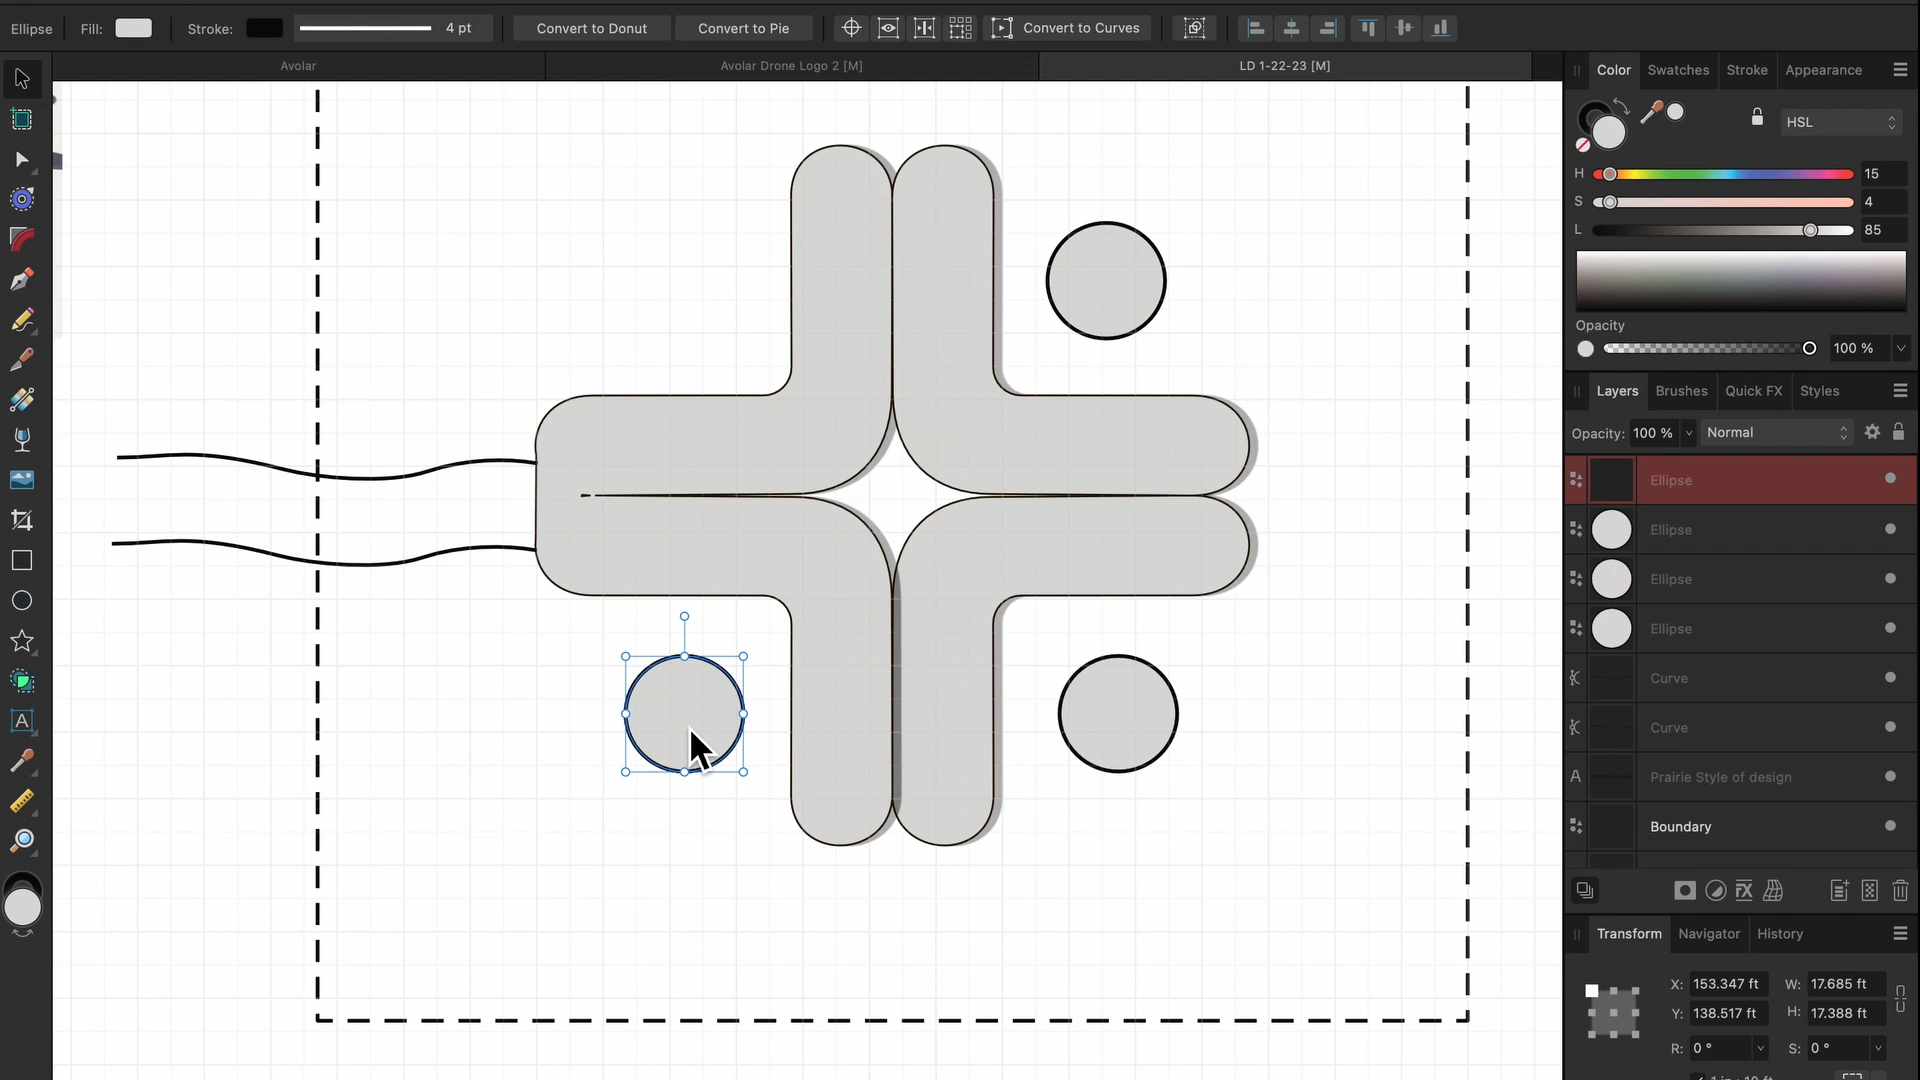 Ellipse Fill: Stroke: 4 pt Convert to Donut Convert to Pie Convert to Curves
Avolar Avolar Drone Logo 2 [M] LD 1-22-23 [M]
Color Swatches Stroke Appearance
HSL
H 15
S 4
L 85
Opacity
100 %
Layers Brushes Quick FX Styles
Opacity: 100 % Normal
Ellipse
Ellipse
Ellipse
Ellipse
Curve
Curve
A Prairie Style of design
Boundary
FX
Transform Navigator History
X: 153.347 ft W: 17.685 ft
Y: 138.517 ft H: 17.388 ft
R: 0 ° S: 0 °
A